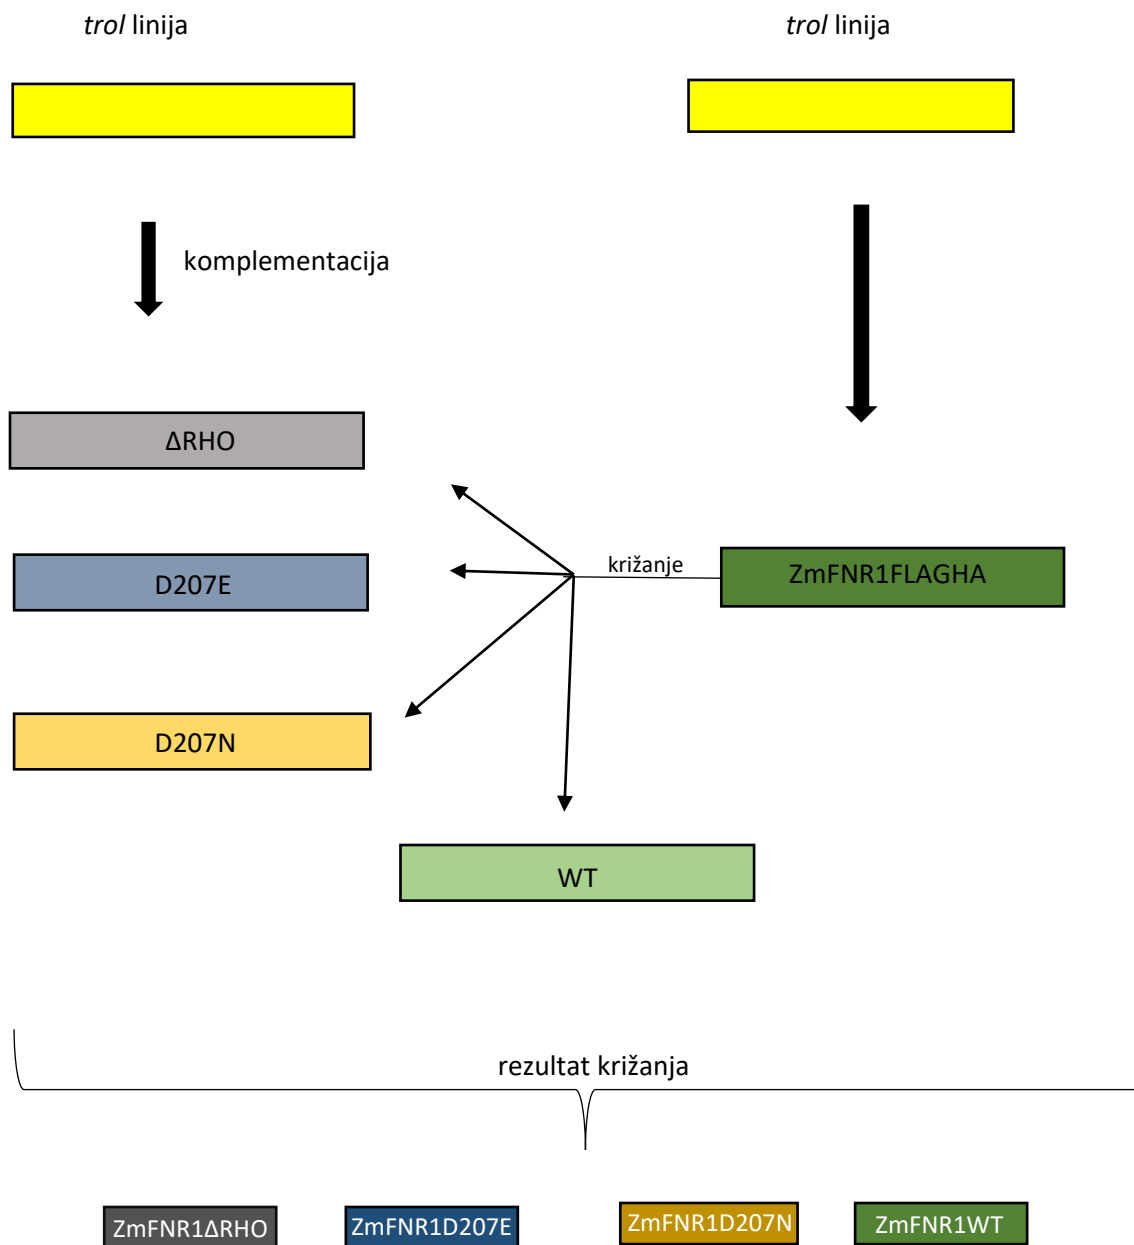 trol linija
trol linija
komplementacija
ΔRHO
D207E
križanje
ZmFNR1FLAGHA
D207N
WT
rezultat križanja
ZmFNR1ΔRHO
ZmFNR1D207E
ZmFNR1D207N
ZmFNR1WT